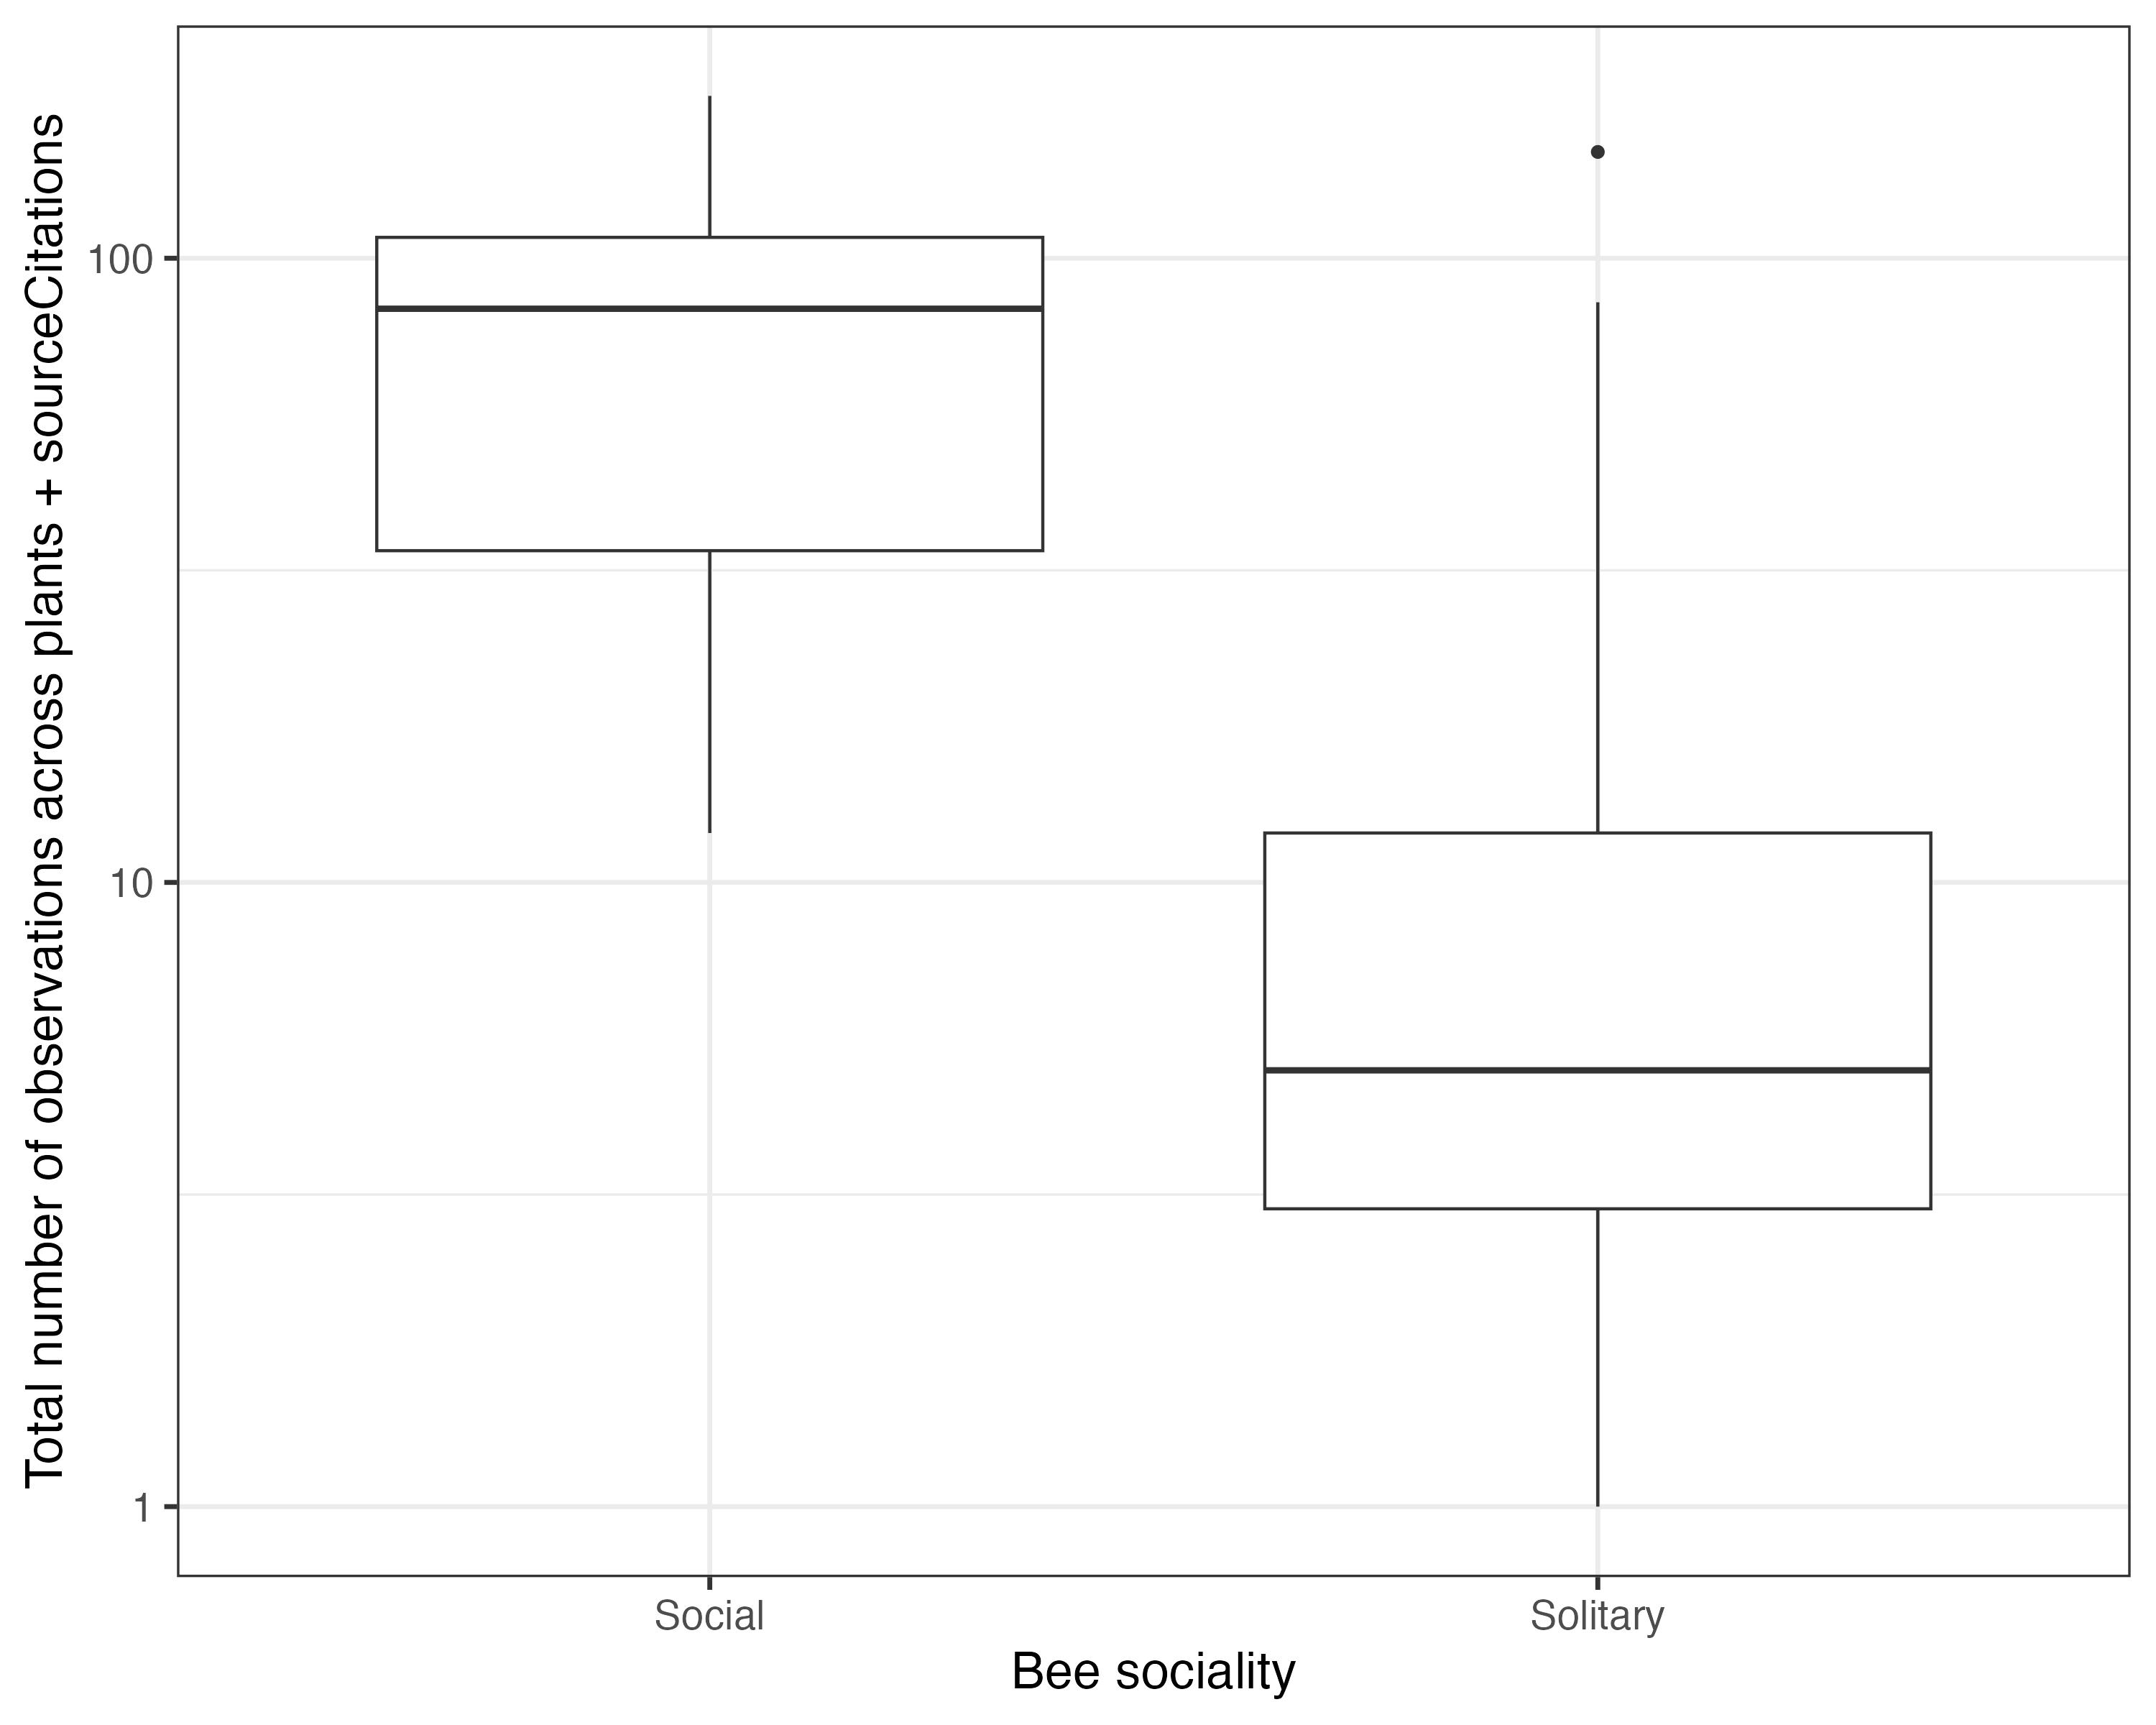 Total number of observations across plants + sourceCitations
100
10
1
Social
Solitary
Bee sociality